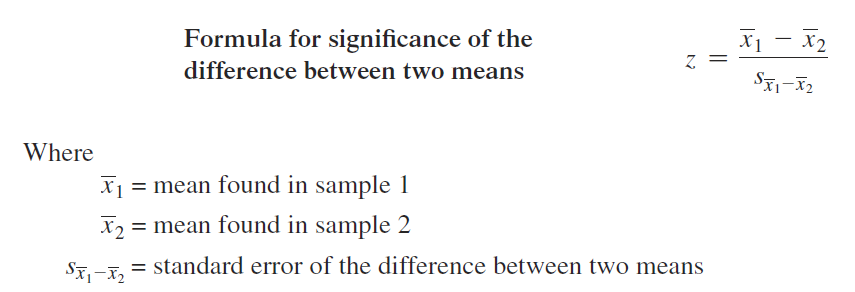 Formula for significance of the
difference between two means
z = (x̅₁ − x̅₂) / s_{x̅₁−x̅₂}
Where
x̅₁ = mean found in sample 1
x̅₂ = mean found in sample 2
s_{x̅₁−x̅₂} = standard error of the difference between two means